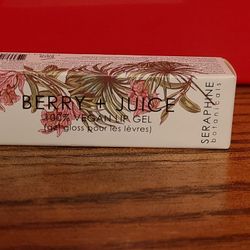 BERRY + JUICE
100% VEGAN LIP GEL
(gel gloss pour les lèvres)
SERAPHINE
botanicals